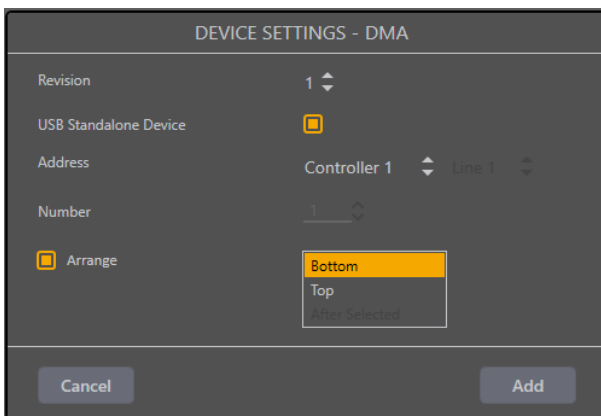 DEVICE SETTINGS - DMA
Revision 1
USB Standalone Device
Address Controller 1 Line 1
Number 1
Arrange Bottom
Top
After Selected
Cancel Add